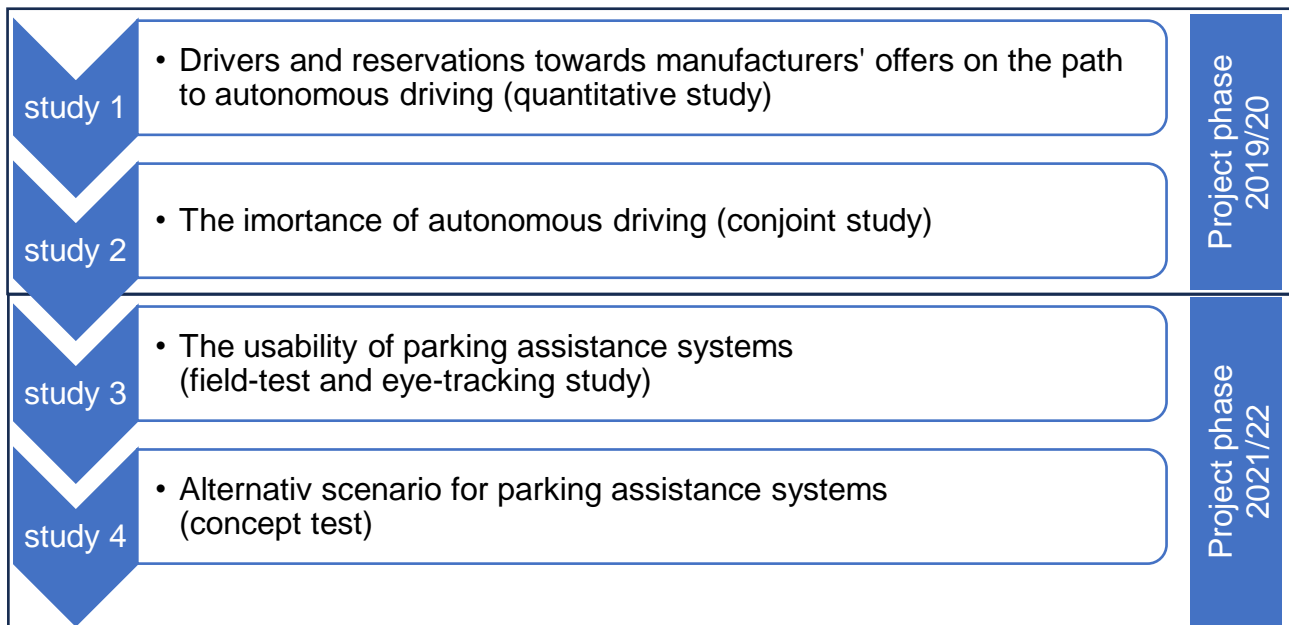 study 1
• Drivers and reservations towards manufacturers' offers on the path
to autonomous driving (quantitative study)
study 2
• The imortance of autonomous driving (conjoint study)
Project phase
2019/20
study 3
• The usability of parking assistance systems
(field-test and eye-tracking study)
study 4
• Alternativ scenario for parking assistance systems
(concept test)
Project phase
2021/22